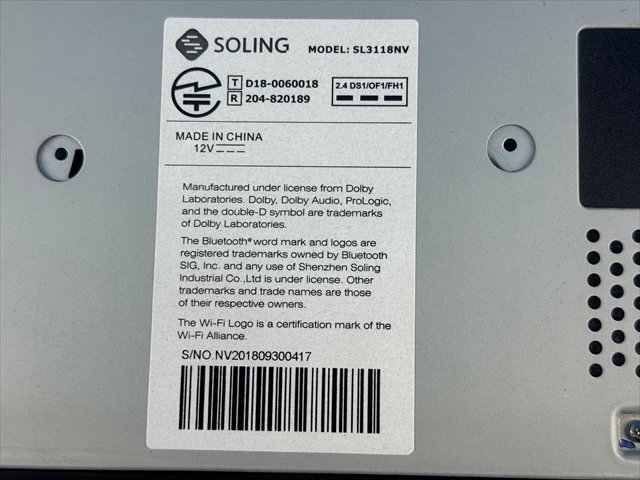 SOLING MODEL: SL3118NV
T D18-0060018
R 204-820189
2.4 DS1/OF1/FH1
MADE IN CHINA
12V
Manufactured under license from Dolby
Laboratories. Dolby, Dolby Audio, ProLogic,
and the double-D symbol are trademarks
of Dolby Laboratories.
The Bluetooth® word mark and logos are
registered trademarks owned by Bluetooth
SIG, Inc. and any use of Shenzhen Soling
Industrial Co.,Ltd is under license. Other
trademarks and trade names are those
of their respective owners.
The Wi-Fi Logo is a certification mark of the
Wi-Fi Alliance.
S/NO.NV201809300417